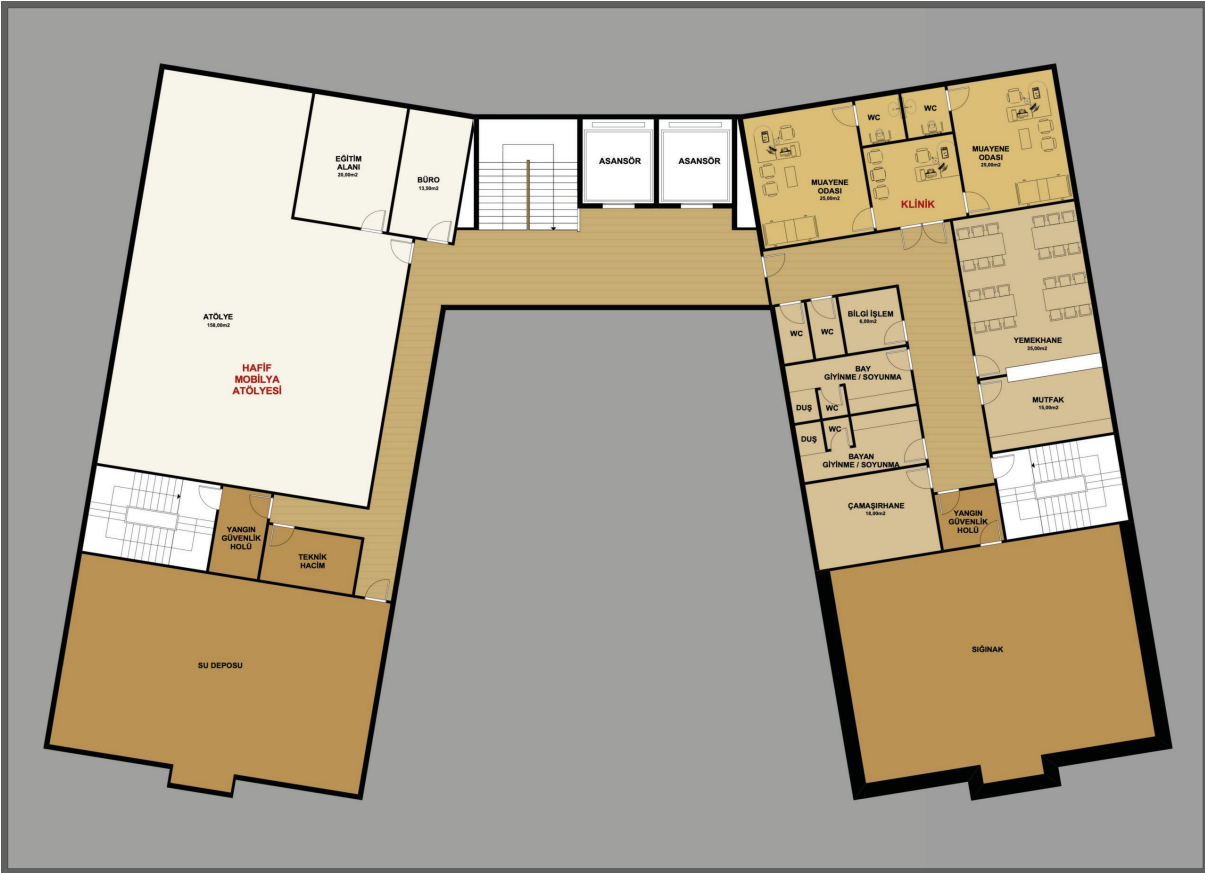 EĞİTİM
ALANI
20,00m2
BÜRO
13,50m2
ASANSÖR
ASANSÖR
WC
WC
MUAYENE
ODASI
25,00m2
MUAYENE
ODASI
25,00m2
KLİNİK
ATÖLYE
158,00m2
HAFİF
MOBİLYA
ATÖLYESİ
WC
WC
BİLGİ İŞLEM
6,00m2
YEMEKHANE
35,00m2
BAY
GİYİNME / SOYUNMA
DUŞ
WC
MUTFAK
15,00m2
DUŞ
WC
BAYAN
GİYİNME / SOYUNMA
ÇAMAŞIRHANE
18,00m2
YANGIN
GÜVENLİK
HOLÜ
YANGIN
GÜVENLİK
HOLÜ
TEKNİK
HACİM
SU DEPOSU
SIĞINAK